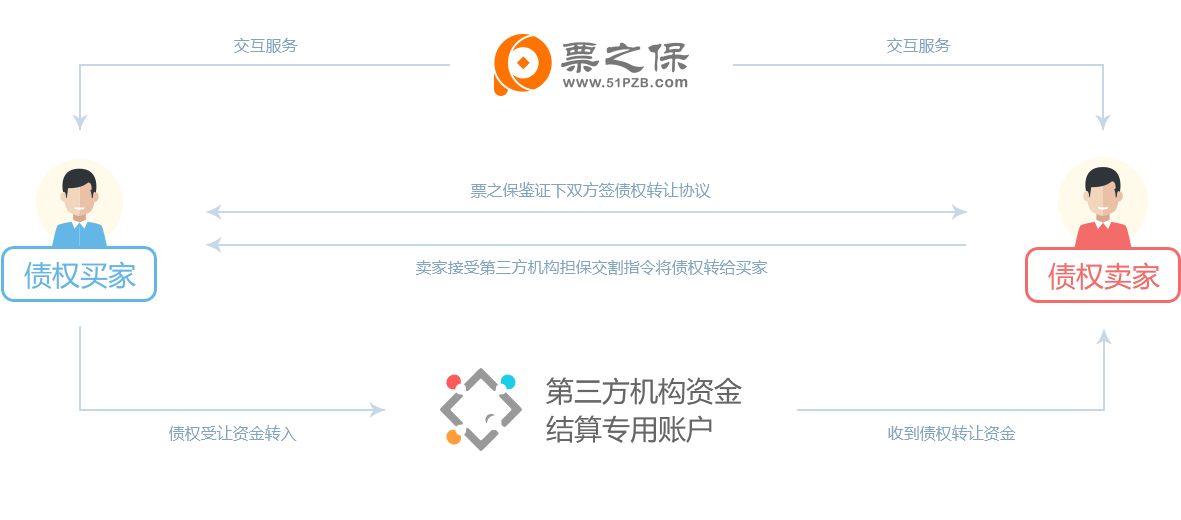 交互服务
票之保
www.51PZB.com
交互服务
票之保鉴证下双方签债权转让协议
卖家接受第三方机构担保交割指令将债权转给买家
债权买家
债权卖家
第三方机构资金
结算专用账户
债权受让资金转入
收到债权转让资金